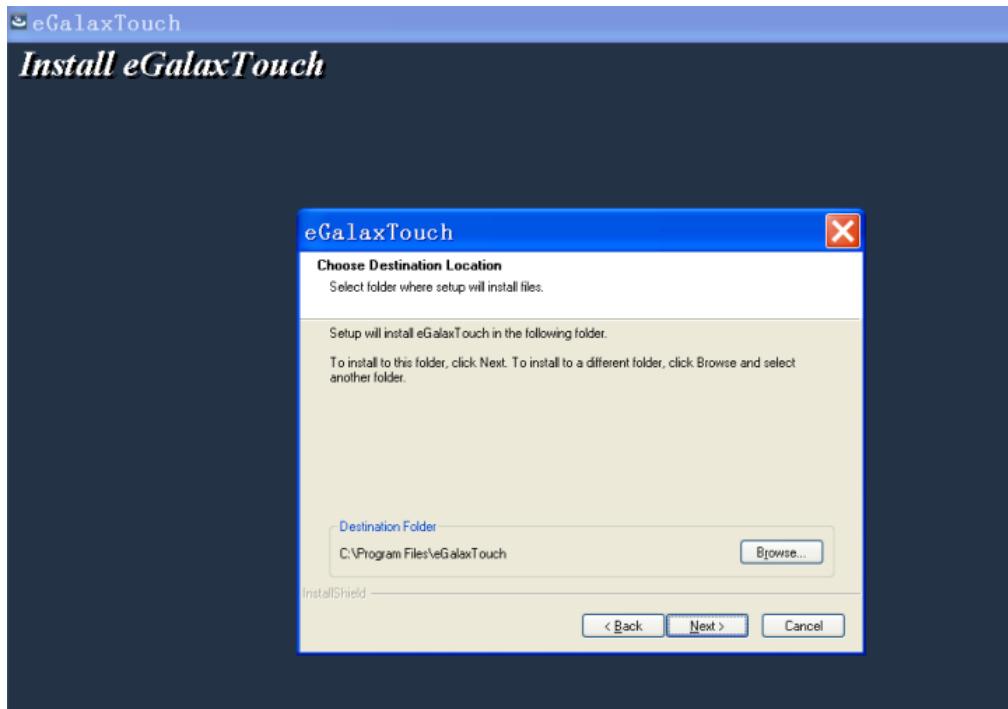 eGalaxTouch
Install eGalaxTouch
eGalaxTouch
Choose Destination Location
Select folder where setup will install files.
Setup will install eGalaxTouch in the following folder.
To install to this folder, click Next. To install to a different folder, click Browse and select
another folder.
Destination Folder
C:\Program Files\eGalaxTouch
Browse...
InstallShield
< Back
Next >
Cancel